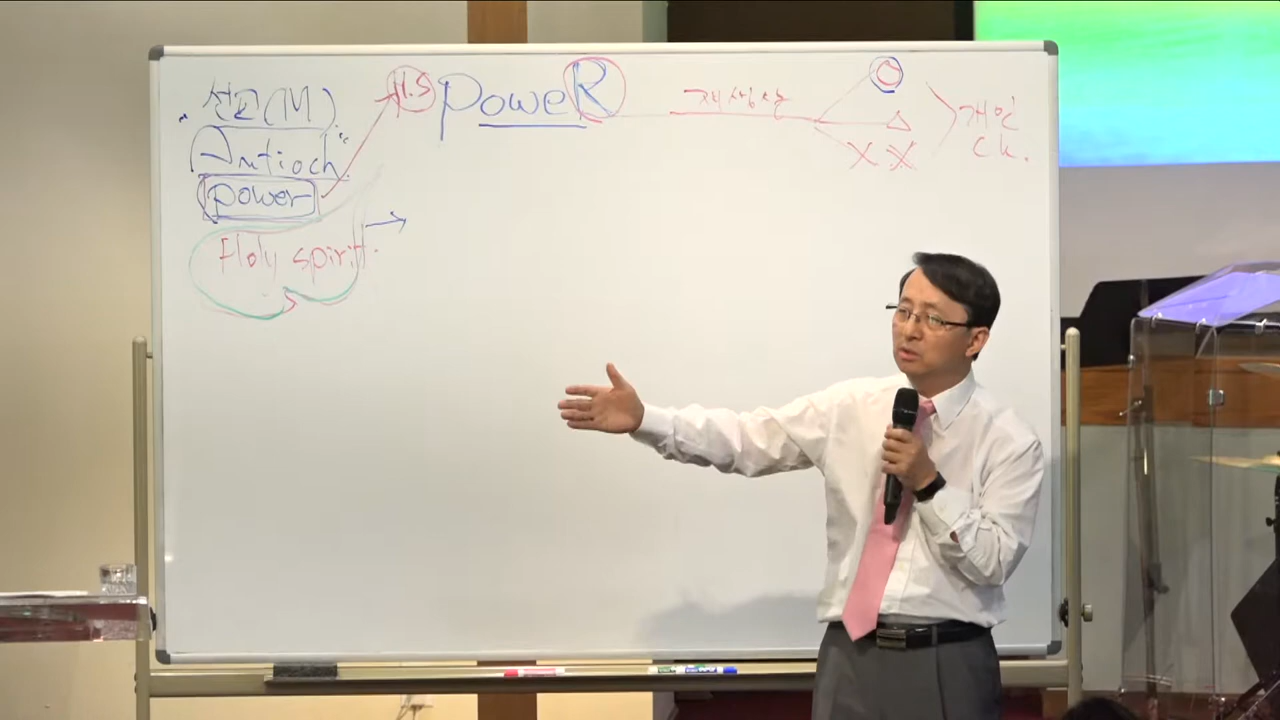 선교(M)
"Antioch"
power
Holy spirit.
H.S poweR
재생산
X X
개인
ch.